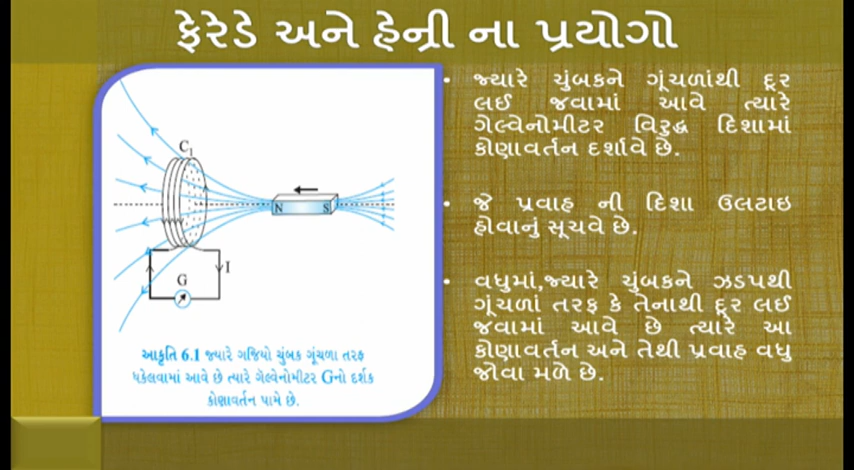 ફેરેડે અને હેન્રી ના પ્રયોગો
C1
N
S
I
G
આકૃતિ 6.1 જ્યારે ગજિયો ચુંબક ગૂંચળા તરફ
ધકેલવામાં આવે છે ત્યારે ગેલ્વેનોમીટર Gનો દર્શક
કોણાવર્તન પામે છે.
• જ્યારે ચુંબકને ગૂંચળાંથી દૂર
લઈ જવામાં આવે ત્યારે
ગેલ્વેનોમીટર વિરુદ્ધ દિશામાં
કોણાવર્તન દર્શાવે છે.
• જે પ્રવાહ ની દિશા ઉલટાઇ
હોવાનું સૂચવે છે.
• વધુમાં,જ્યારે ચુંબકને ઝડપથી
ગૂંચળાં તરફ કે તેનાથી દૂર લઈ
જવામાં આવે છે ત્યારે આ
કોણાવર્તન અને તેથી પ્રવાહ વધુ
જોવા મળે છે.